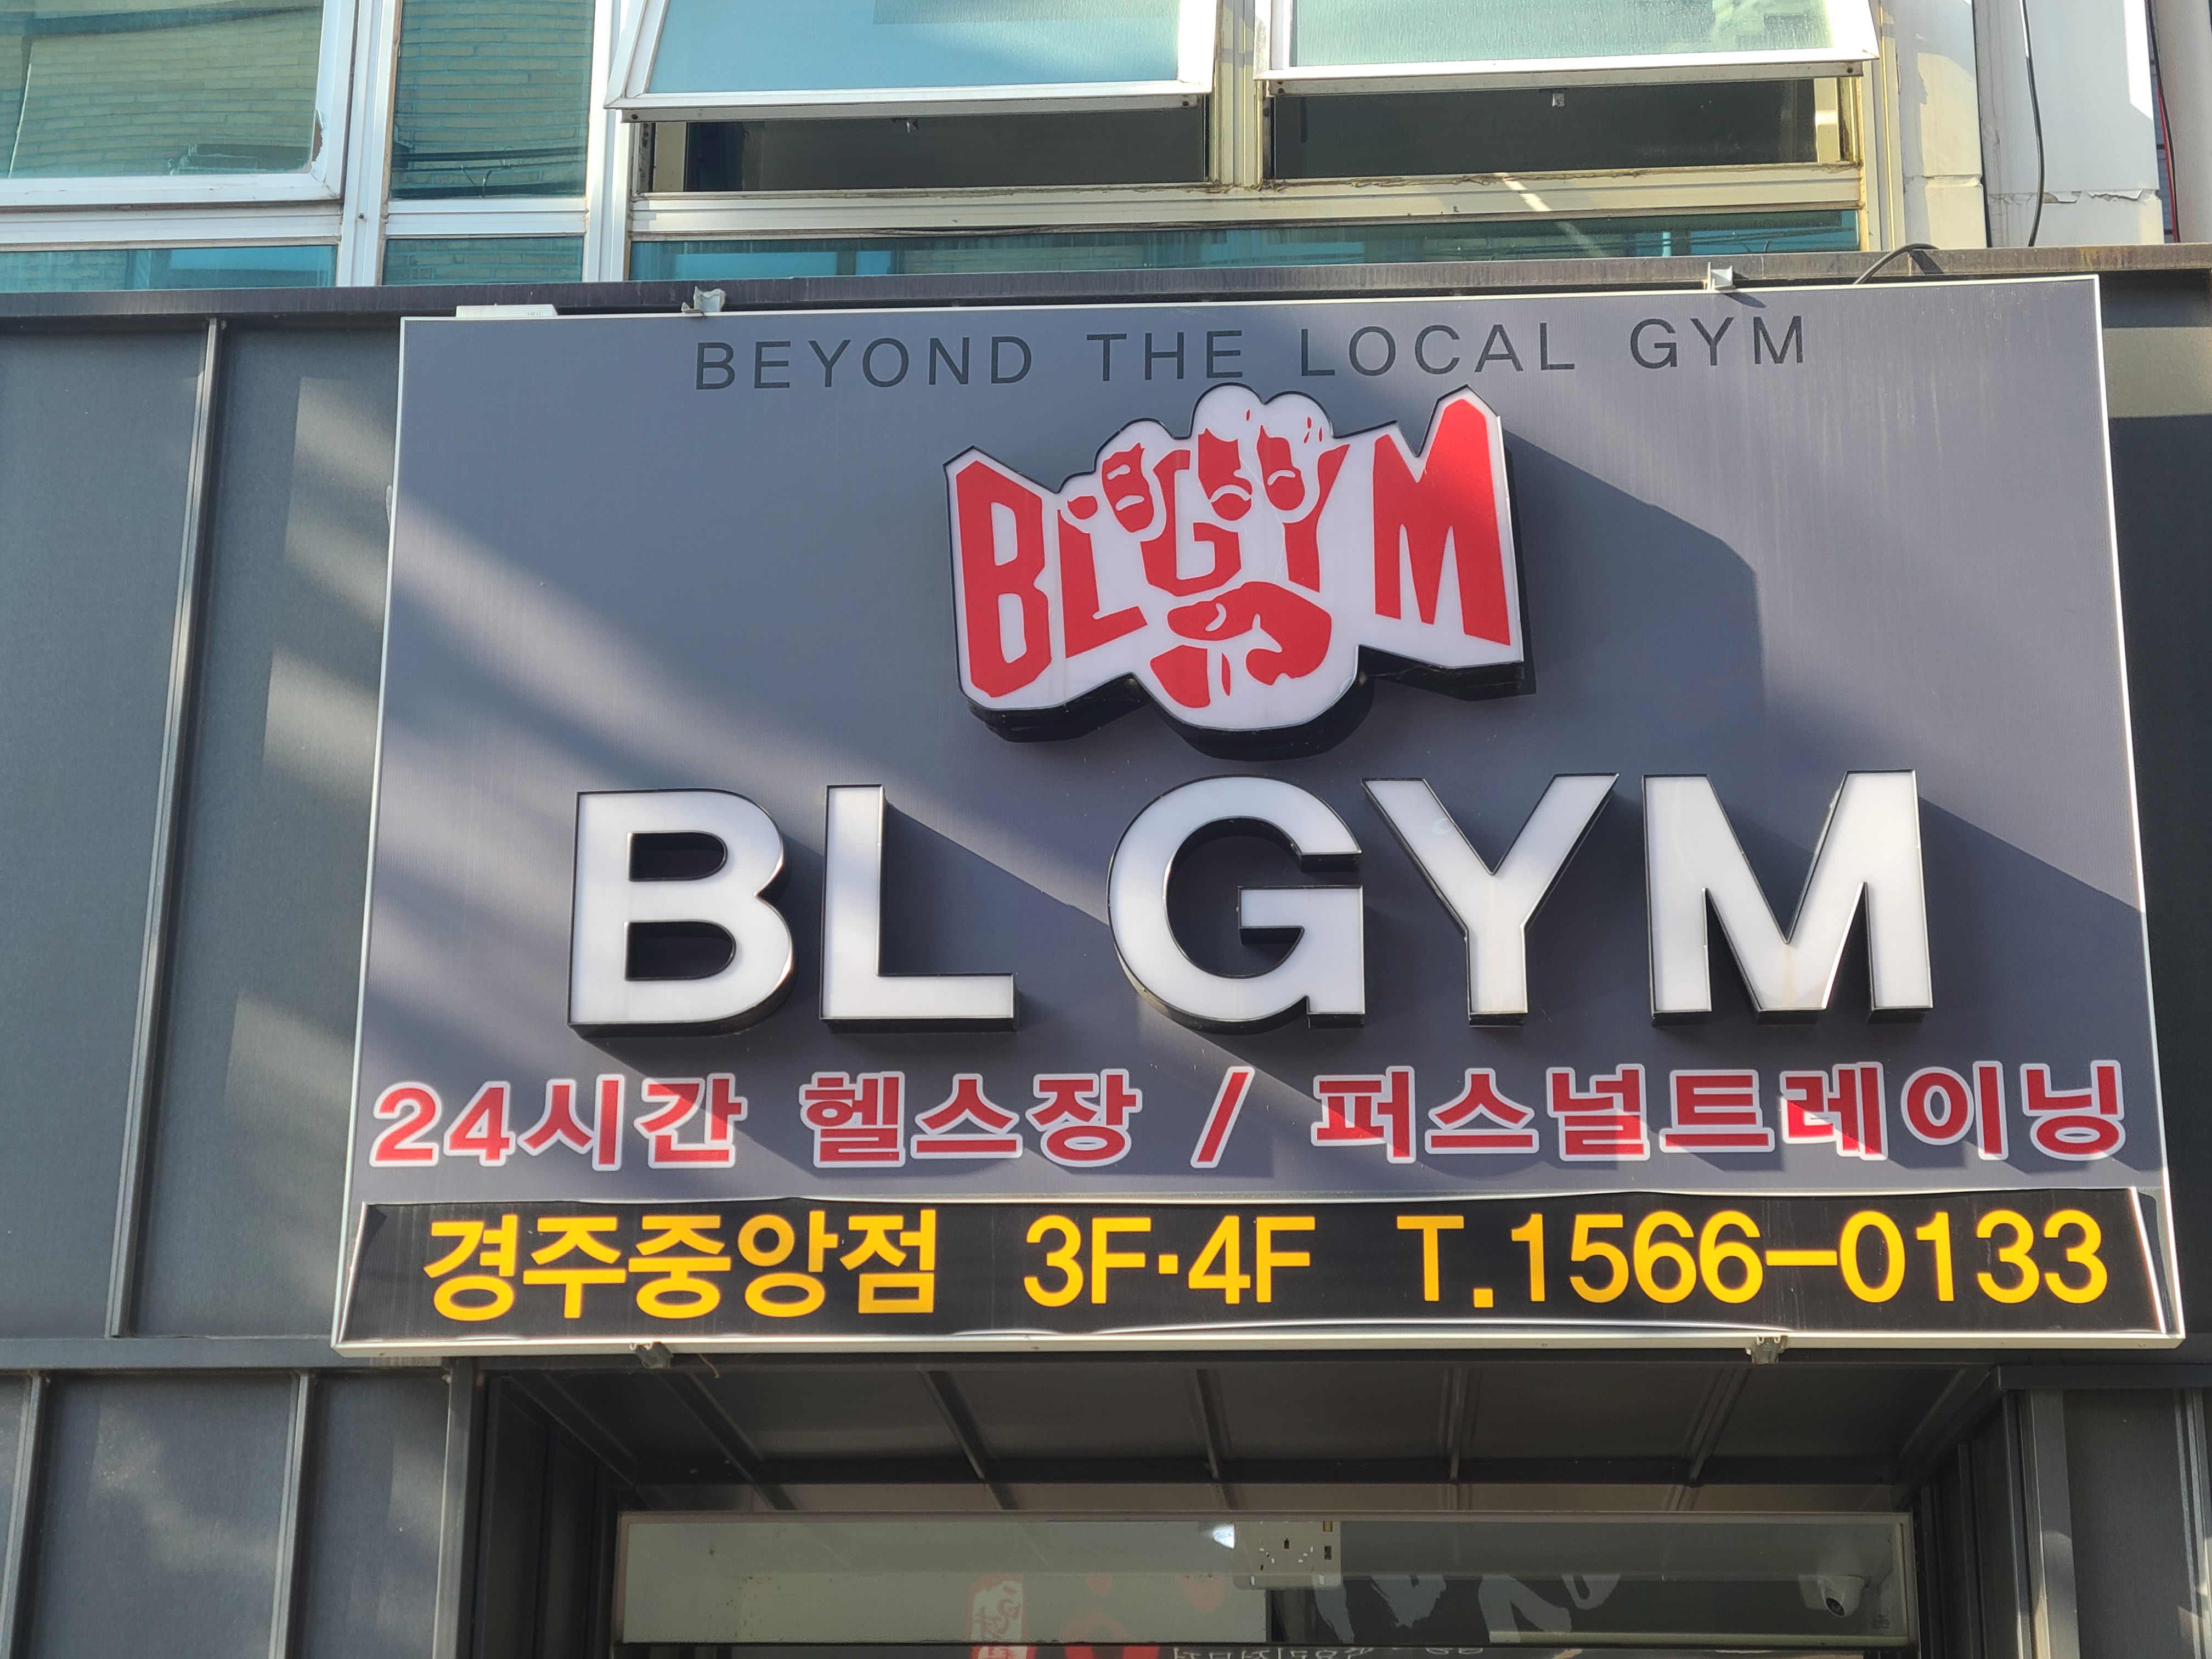 BEYOND THE LOCAL GYM
BLGYM
BL GYM
24시간 헬스장 / 퍼스널트레이닝
경주중앙점 3F·4F T.1566-0133